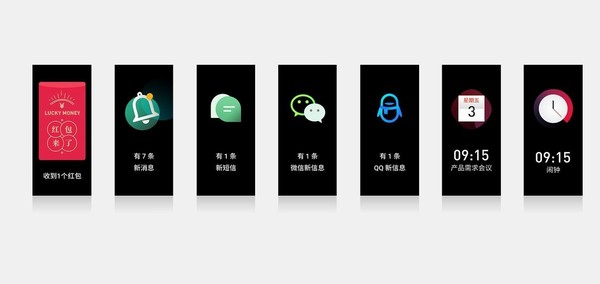 ¥
LUCKY MONEY
红包
来了
收到1个红包
有 7 条
新消息
有 1 条
新短信
有 1 条
微信新信息
有 1 条
QQ 新信息
星期五
3
09:15
产品需求会议
09:15
闹钟